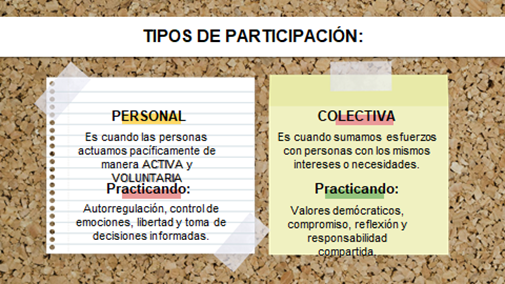 TIPOS DE PARTICIPACIÓN:
PERSONAL
Es cuando las personas
actuamos pacíficamente de
manera ACTIVA y
VOLUNTARIA
Practicando:
Autorregulación, control de
emociones, libertad y toma de
decisiones informadas.
COLECTIVA
Es cuando sumamos esfuerzos
con personas con los mismos
intereses o necesidades.
Practicando:
Valores demócraticos,
compromiso, reflexión y
responsabilidad
compartida.